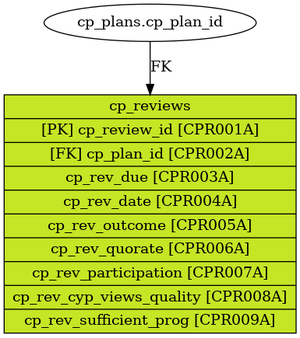 cp_plans.cp_plan_id
FK
cp_reviews
[PK] cp_review_id [CPR001A]
[FK] cp_plan_id [CPR002A]
cp_rev_due [CPR003A]
cp_rev_date [CPR004A]
cp_rev_outcome [CPR005A]
cp_rev_quorate [CPR006A]
cp_rev_participation [CPR007A]
cp_rev_cyp_views_quality [CPR008A]
cp_rev_sufficient_prog [CPR009A]